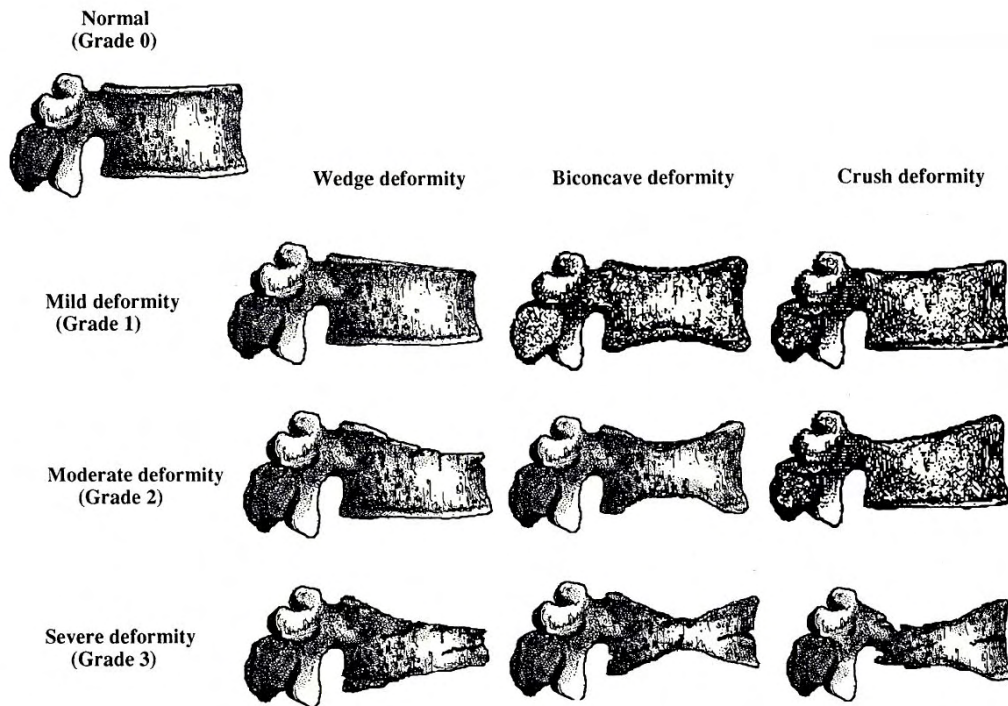 Normal
(Grade 0)
Wedge deformity
Biconcave deformity
Crush deformity
Mild deformity
(Grade 1)
Moderate deformity
(Grade 2)
Severe deformity
(Grade 3)